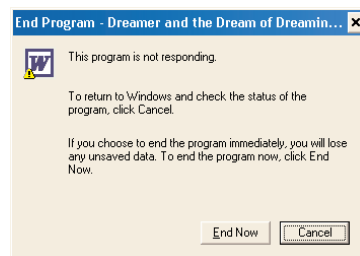 End Program - Dreamer and the Dream of Dreamin...
W
This program is not responding.
To return to Windows and check the status of the
program, click Cancel.
If you choose to end the program immediately, you will lose
any unsaved data. To end the program now, click End
Now.
End Now Cancel